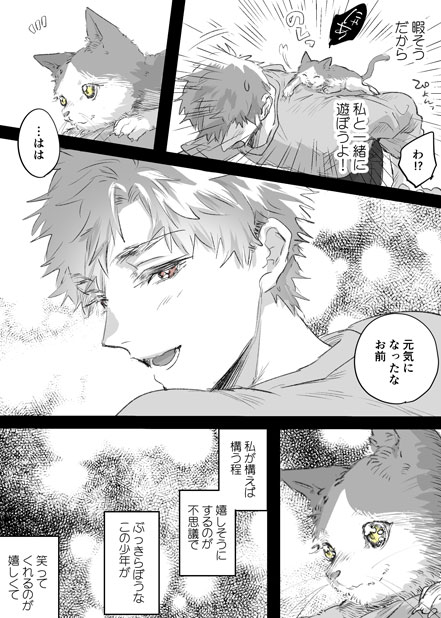 暇そう
だから
にあ
のしっ
ぴょん
私と一緒に
遊ぼうよ！
わ!?
…はは
元気に
なったな
お前
私が構えば
構う程
嬉しそうに
するのが
不思議で
ぶっきらぼうな
この少年が
笑って
くれるのが
嬉しくて